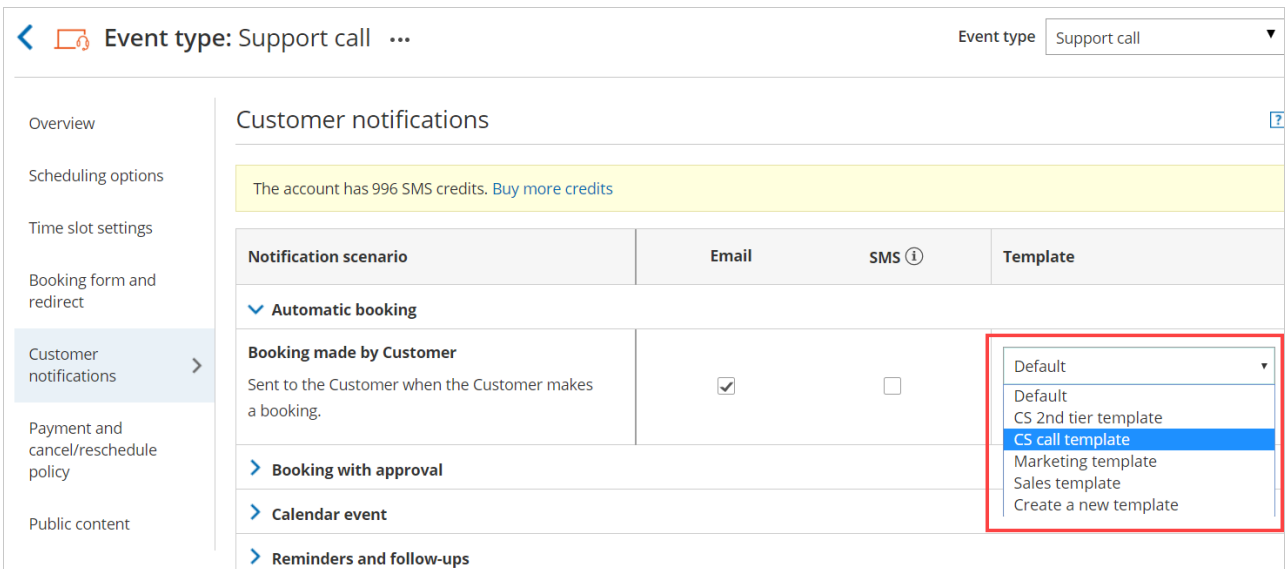 Event type: Support call ...
Event type Support call
Overview
Scheduling options
Time slot settings
Booking form and
redirect
Customer
notifications
Payment and
cancel/reschedule
policy
Public content
Customer notifications
?
The account has 996 SMS credits. Buy more credits
Notification scenario Email SMS i Template
Automatic booking
Booking made by Customer
Sent to the Customer when the Customer makes
a booking.
Default
Default
CS 2nd tier template
CS call template
Marketing template
Sales template
Create a new template
Booking with approval
Calendar event
Reminders and follow-ups